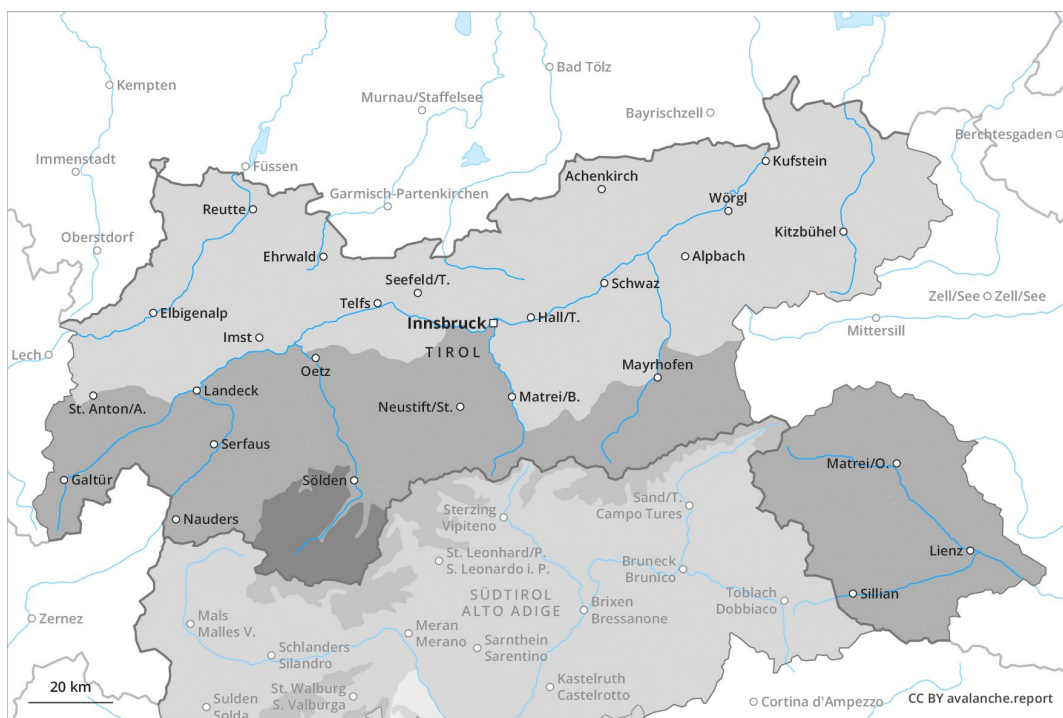 Kempten
Bad Tölz
Murnau/Staffelsee
Bayrischzell
Berchtesgaden
Immenstadt
Füssen
Kufstein
Achenkirch
Garmisch-Partenkirchen
Wörgl
Reutte
Oberstdorf
Kitzbühel
Ehrwald
Alpbach
Seefeld/T.
Schwaz
Zell/See
Zell/See
Telfs
Elbigenalp
Innsbruck
Hall/T.
Mittersill
Imst
Lech
TIROL
Oetz
Mayrhofen
Landeck
St. Anton/A.
Neustift/St.
Matrei/B.
Serfaus
Matrei/O.
Galtür
Sölden
Sand/T.
Campo Tures
Nauders
Sterzing
Vipiteno
St. Leonhard/P.
S. Leonardo i. P.
Bruneck
Brunico
Lienz
SÜDTIROL
ALTO ADIGE
Sillian
Toblach
Dobbiaco
Brixen
Bressanone
Mals
Malles V.
Zernez
Meran
Merano
Sarnthein
Sarentino
Schlanders
Silandro
Kastelruth
Castelrotto
St. Walburg
S. Valburga
20 km
Sulden
Solda
Cortina d'Ampezzo
CC BY avalanche.report